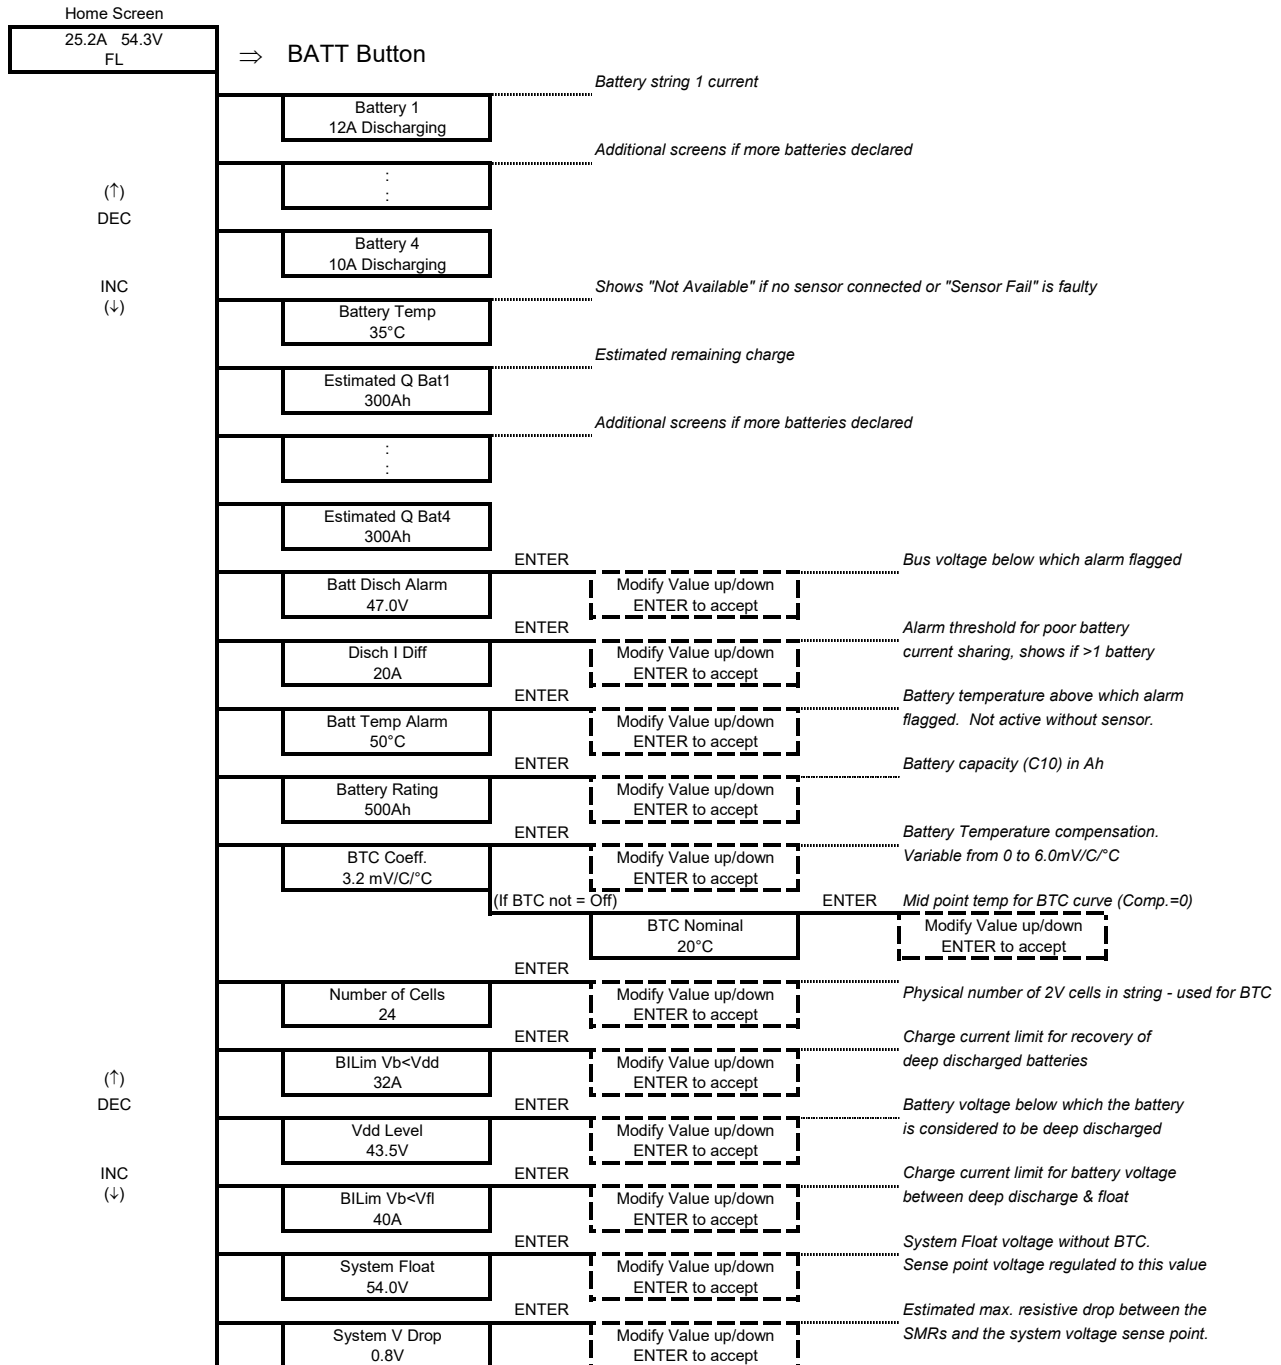 Home Screen
25.2A 54.3V
FL
⇒ BATT Button
Battery string 1 current
Battery 1
12A Discharging
Additional screens if more batteries declared
:
:
(↑)
DEC
Battery 4
10A Discharging
INC
(↓)
Shows "Not Available" if no sensor connected or "Sensor Fail" is faulty
Battery Temp
35°C
Estimated remaining charge
Estimated Q Bat1
300Ah
Additional screens if more batteries declared
:
:
Estimated Q Bat4
300Ah
ENTER
Bus voltage below which alarm flagged
Batt Disch Alarm
47.0V
Modify Value up/down
ENTER to accept
ENTER
Alarm threshold for poor battery
current sharing, shows if >1 battery
Disch I Diff
20A
Modify Value up/down
ENTER to accept
ENTER
Battery temperature above which alarm
flagged. Not active without sensor.
Batt Temp Alarm
50°C
Modify Value up/down
ENTER to accept
ENTER
Battery capacity (C10) in Ah
Battery Rating
500Ah
Modify Value up/down
ENTER to accept
ENTER
Battery Temperature compensation.
Variable from 0 to 6.0mV/C/°C
BTC Coeff.
3.2 mV/C/°C
Modify Value up/down
ENTER to accept
(If BTC not = Off)
ENTER
Mid point temp for BTC curve (Comp.=0)
BTC Nominal
20°C
Modify Value up/down
ENTER to accept
ENTER
Physical number of 2V cells in string - used for BTC
Number of Cells
24
Modify Value up/down
ENTER to accept
ENTER
Charge current limit for recovery of
deep discharged batteries
BILim Vb<Vdd
32A
Modify Value up/down
ENTER to accept
(↑)
DEC
ENTER
Battery voltage below which the battery
is considered to be deep discharged
Vdd Level
43.5V
Modify Value up/down
ENTER to accept
INC
(↓)
ENTER
Charge current limit for battery voltage
between deep discharge & float
BILim Vb<Vfl
40A
Modify Value up/down
ENTER to accept
ENTER
System Float voltage without BTC.
Sense point voltage regulated to this value
System Float
54.0V
Modify Value up/down
ENTER to accept
ENTER
Estimated max. resistive drop between the
SMRs and the system voltage sense point.
System V Drop
0.8V
Modify Value up/down
ENTER to accept